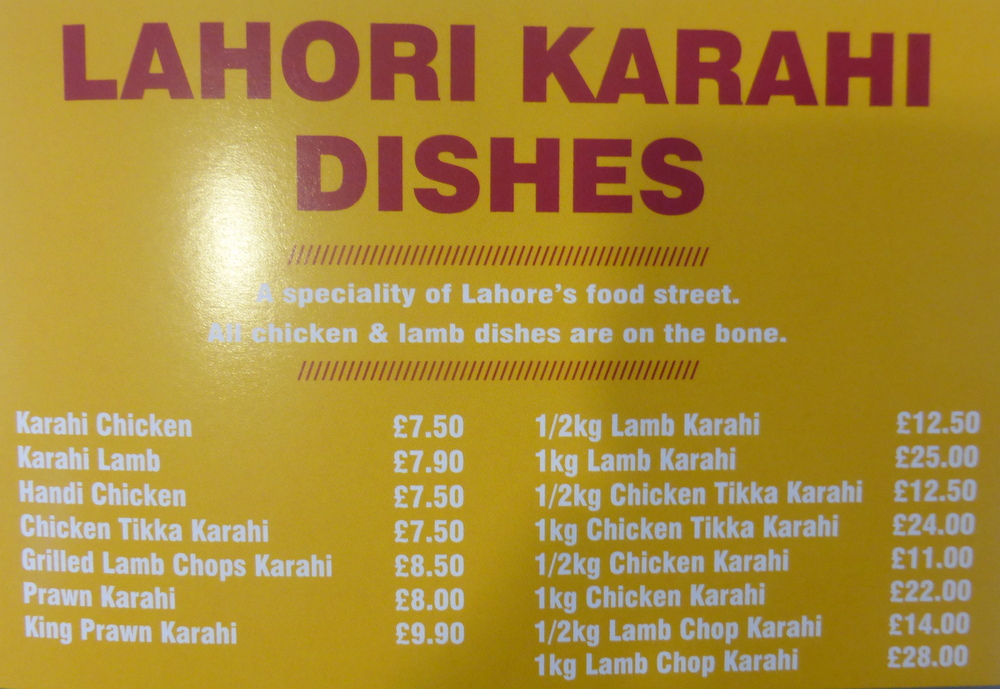 LAHORI KARAHI
DISHES
A speciality of Lahore's food street.
All chicken & lamb dishes are on the bone.
Karahi Chicken £7.50
Karahi Lamb £7.90
Handi Chicken £7.50
Chicken Tikka Karahi £7.50
Grilled Lamb Chops Karahi £8.50
Prawn Karahi £8.00
King Prawn Karahi £9.90
1/2kg Lamb Karahi £12.50
1kg Lamb Karahi £25.00
1/2kg Chicken Tikka Karahi £12.50
1kg Chicken Tikka Karahi £24.00
1/2kg Chicken Karahi £11.00
1kg Chicken Karahi £22.00
1/2kg Lamb Chop Karahi £14.00
1kg Lamb Chop Karahi £28.00